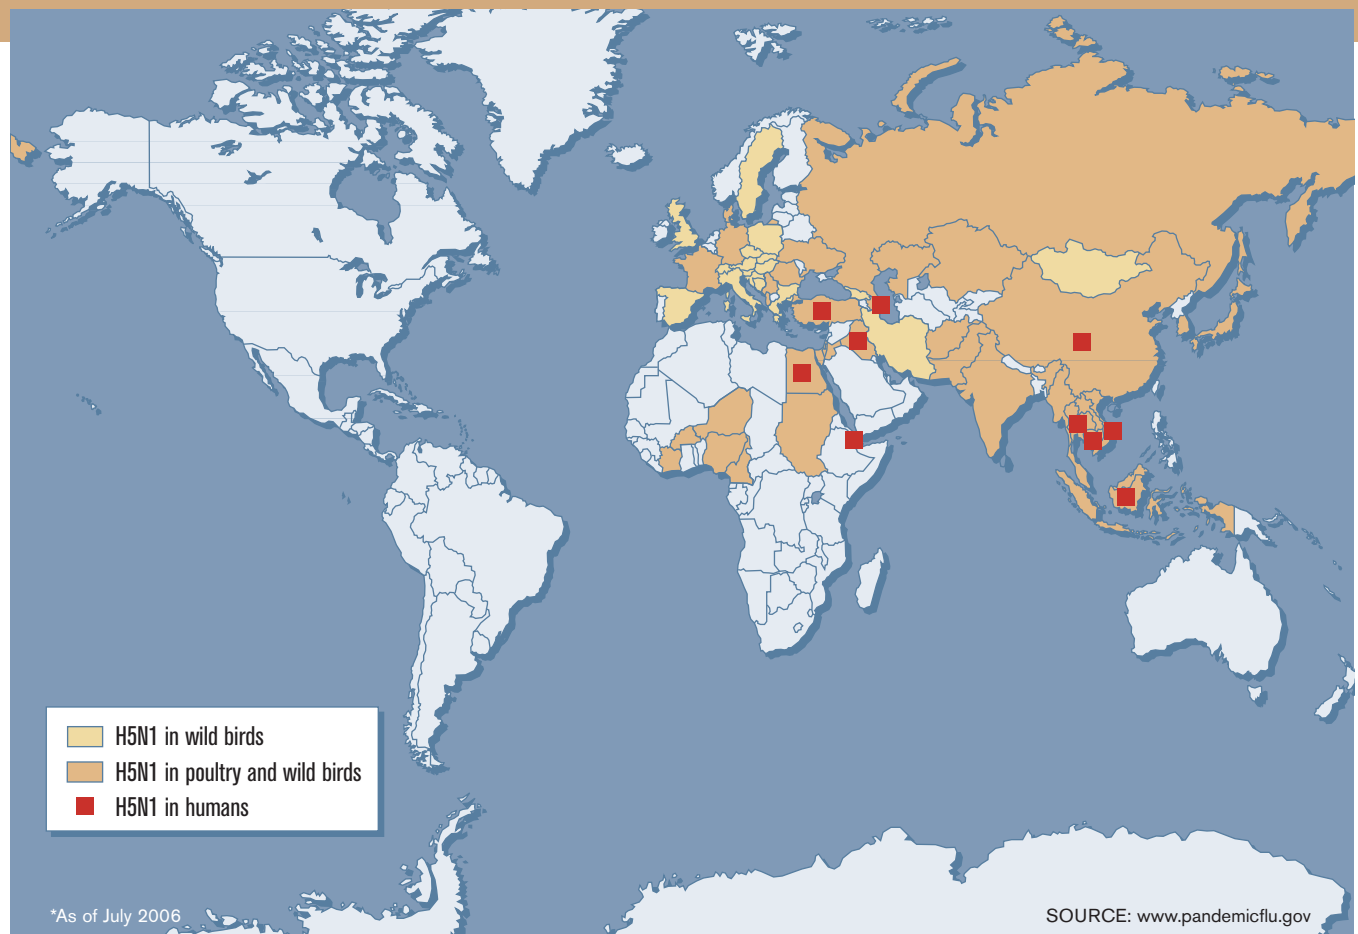 H5N1 in wild birds
H5N1 in poultry and wild birds
H5N1 in humans
*As of July 2006
SOURCE: www.pandemicflu.gov